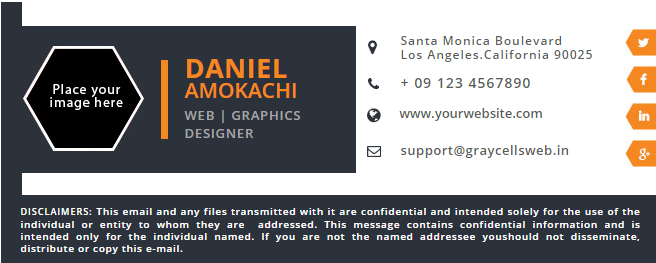 Place your
image here
DANIEL
AMOKACHI
WEB | GRAPHICS
DESIGNER
Santa Monica Boulevard
Los Angeles.California 90025
+ 09 123 4567890
www.yourwebsite.com
support@graycellsweb.in
f
in
g+
DISCLAIMERS: This email and any files transmitted with it are confidential and intended solely for the use of the
individual or entity to whom they are addressed. This message contains confidential information and is
intended only for the individual named. If you are not the named addressee youshould not disseminate,
distribute or copy this e-mail.